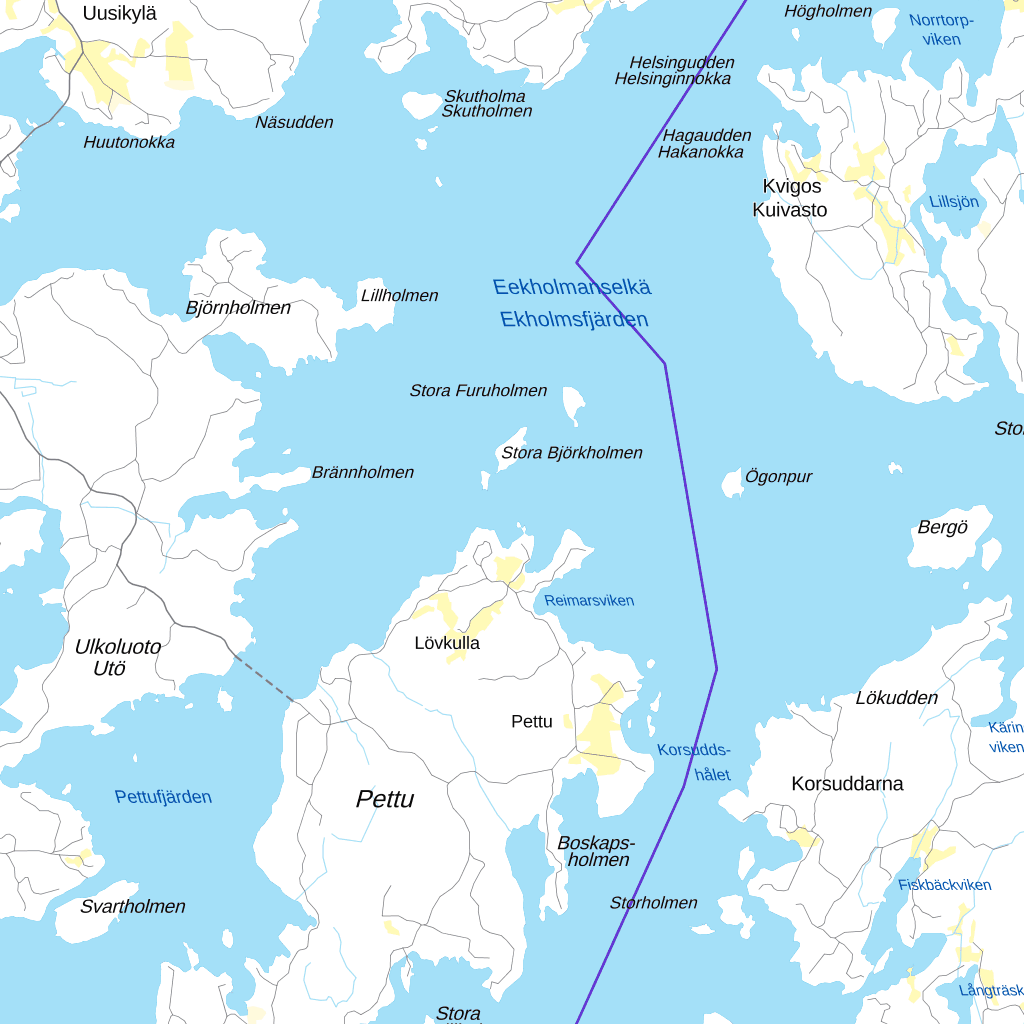 Uusikylä
Högholmen
Norrtorp-
viken
Helsingudden
Helsinginnokka
Skutholma
Skutholmen
Näsudden
Huutonokka
Hagaudden
Hakanokka
Kvigos
Kuivasto
Lillsjön
Eekholmanselkä
Ekholmsfjärden
Lillholmen
Björnholmen
Stora Furuholmen
Stora Björkholmen
Brännholmen
Ögonpur
Bergö
Reimarsviken
Lövkulla
Ulkoluoto
Utö
Lökudden
Pettu
Korsudds-
hålet
Korsuddarna
Pettufjärden
Pettu
Boskaps-
holmen
Fiskbäckviken
Storholmen
Svartholmen
Stora